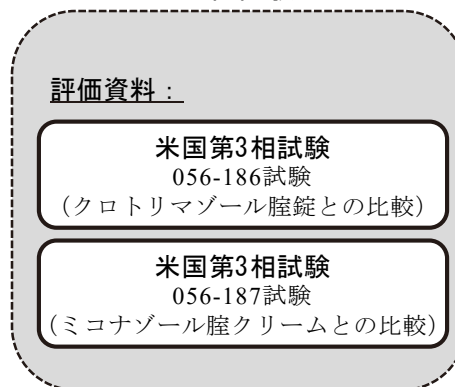 評価資料：
米国第3相試験
056-186試験
（クロトリマゾール腟錠との比較）
米国第3相試験
056-187試験
（ミコナゾール腟クリームとの比較）